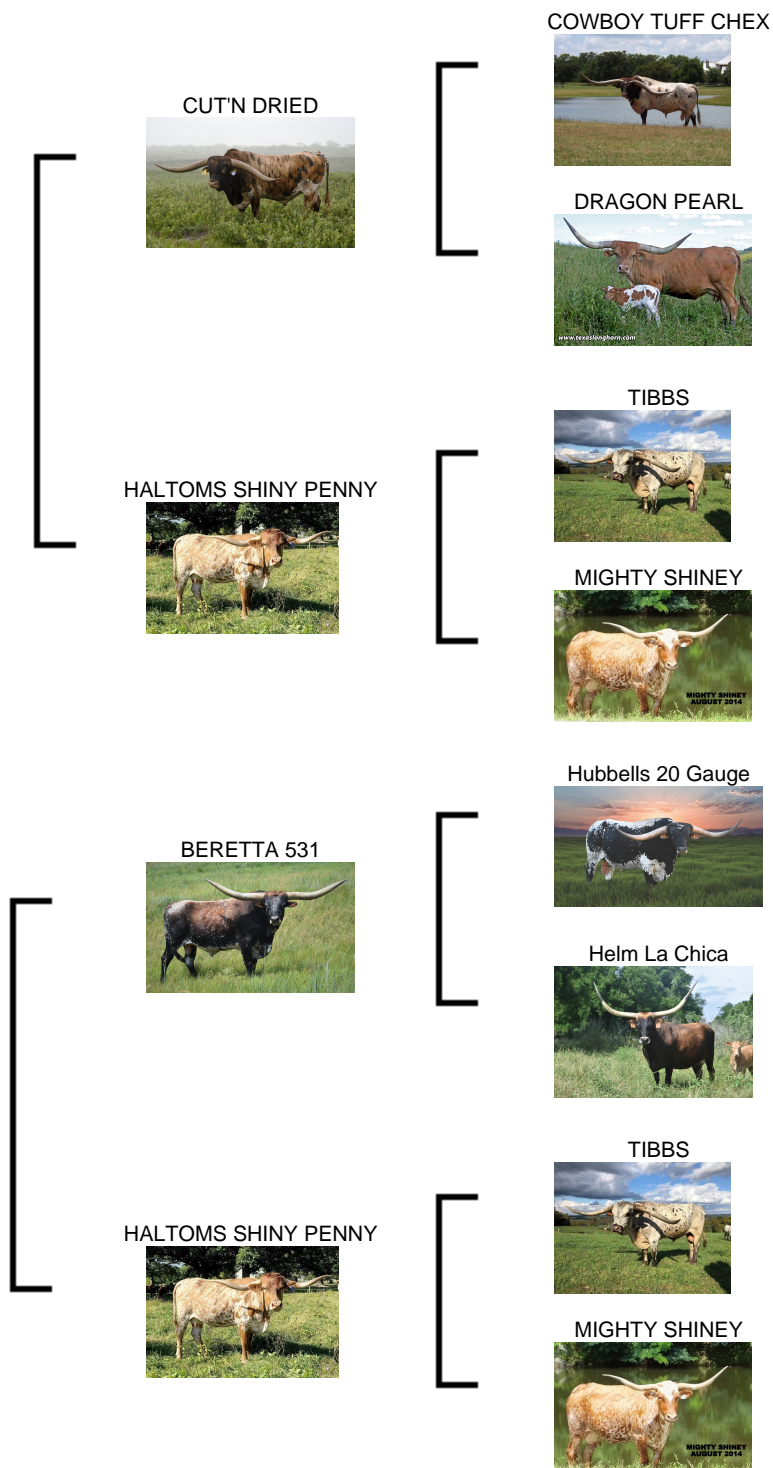 COWBOY TUFF CHEX
CUT'N DRIED
DRAGON PEARL
www.texaslonghorn.com
TIBBS
HALTOMS SHINY PENNY
MIGHTY SHINEY
MIGHTY SHINEY
AUGUST 2014
Hubbells 20 Gauge
BERETTA 531
Helm La Chica
TIBBS
HALTOMS SHINY PENNY
MIGHTY SHINEY
MIGHTY SHINEY
AUGUST 2014